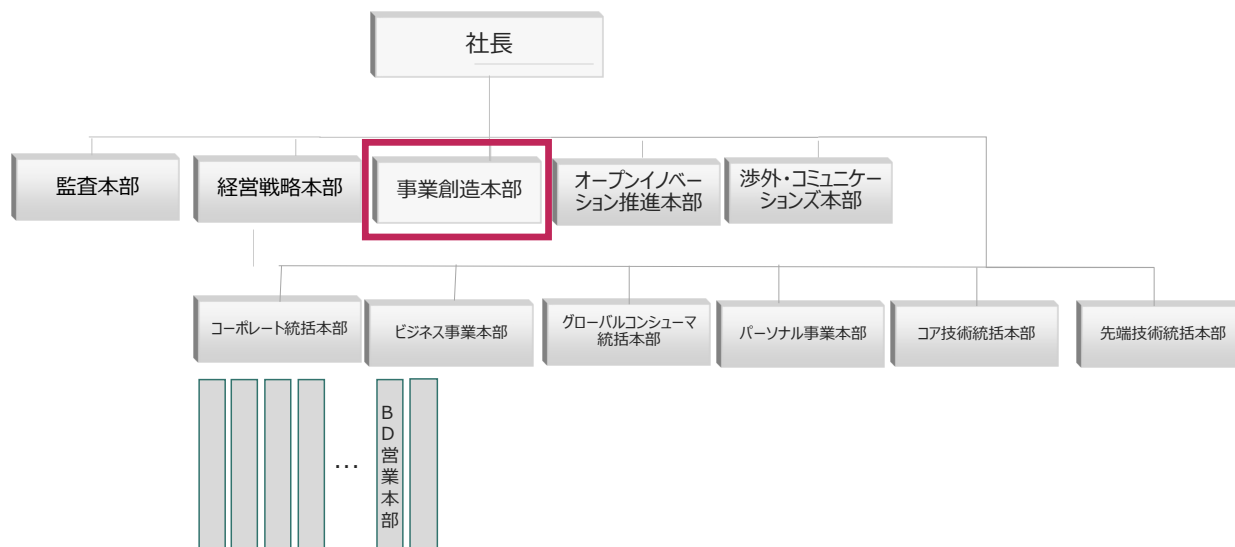 社長
監査本部
経営戦略本部
事業創造本部
オープンイノベー
ション推進本部
渉外・コミュニケー
ションズ本部
コーポレート統括本部
ビジネス事業本部
グローバルコンシューマ
統括本部
パーソナル事業本部
コア技術統括本部
先端技術統括本部
…
BD営業本部